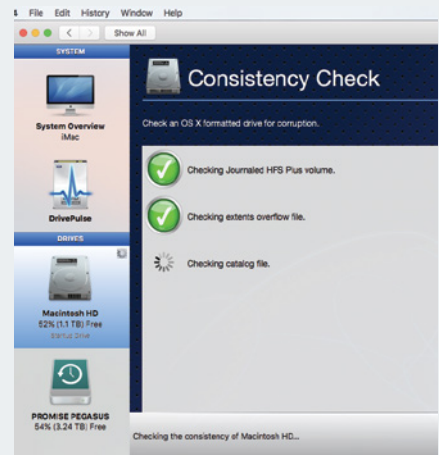 File Edit History Window Help
Show All
SYSTEM
System Overview
iMac
DrivePulse
DRIVES
Macintosh HD
52% (1.1 TB) Free
Startup Drive
PROMISE PEGASUS
54% (3.24 TB) Free
Consistency Check
Check an OS X formatted drive for corruption.
Checking Journaled HFS Plus volume.
Checking extents overflow file.
Checking catalog file.
Checking the consistency of Macintosh HD...